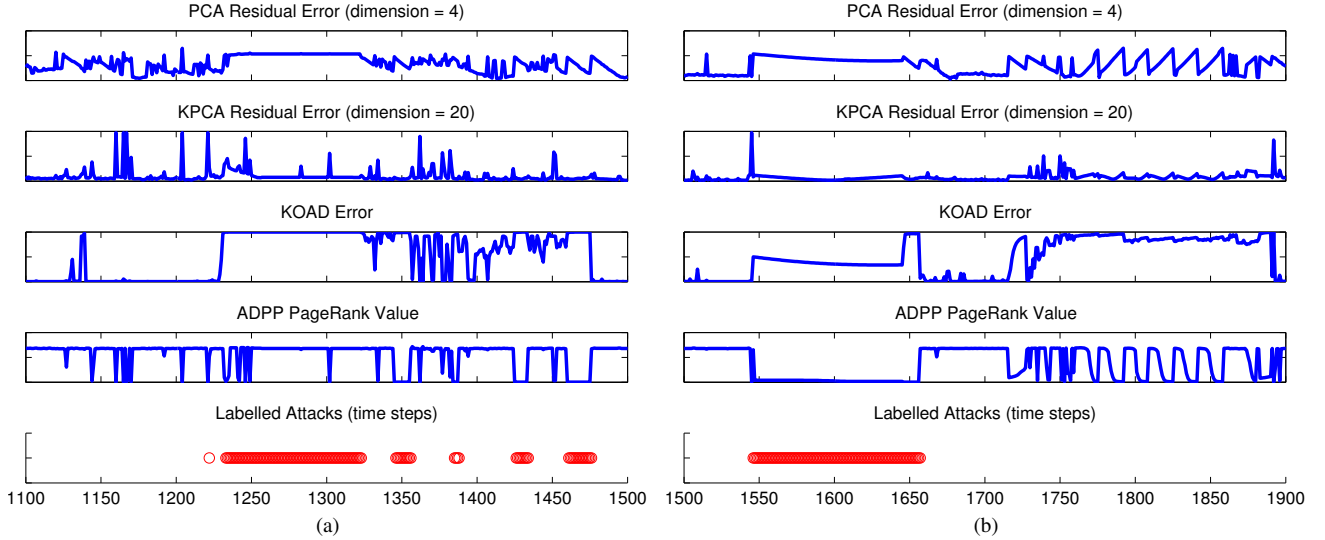 PCA Residual Error (dimension = 4)
KPCA Residual Error (dimension = 20)
KOAD Error
ADPP PageRank Value
Labelled Attacks (time steps)
1100 1150 1200 1250 1300 1350 1400 1450 1500
(a)
PCA Residual Error (dimension = 4)
KPCA Residual Error (dimension = 20)
KOAD Error
ADPP PageRank Value
Labelled Attacks (time steps)
1500 1550 1600 1650 1700 1750 1800 1850 1900
(b)